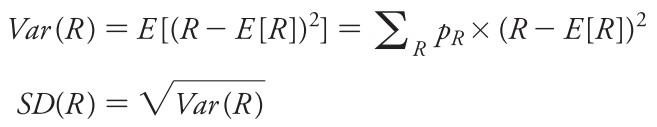 Var(R) = E[(R − E[R])²] = ∑_R p_R × (R − E[R])²
SD(R) = √Var(R)